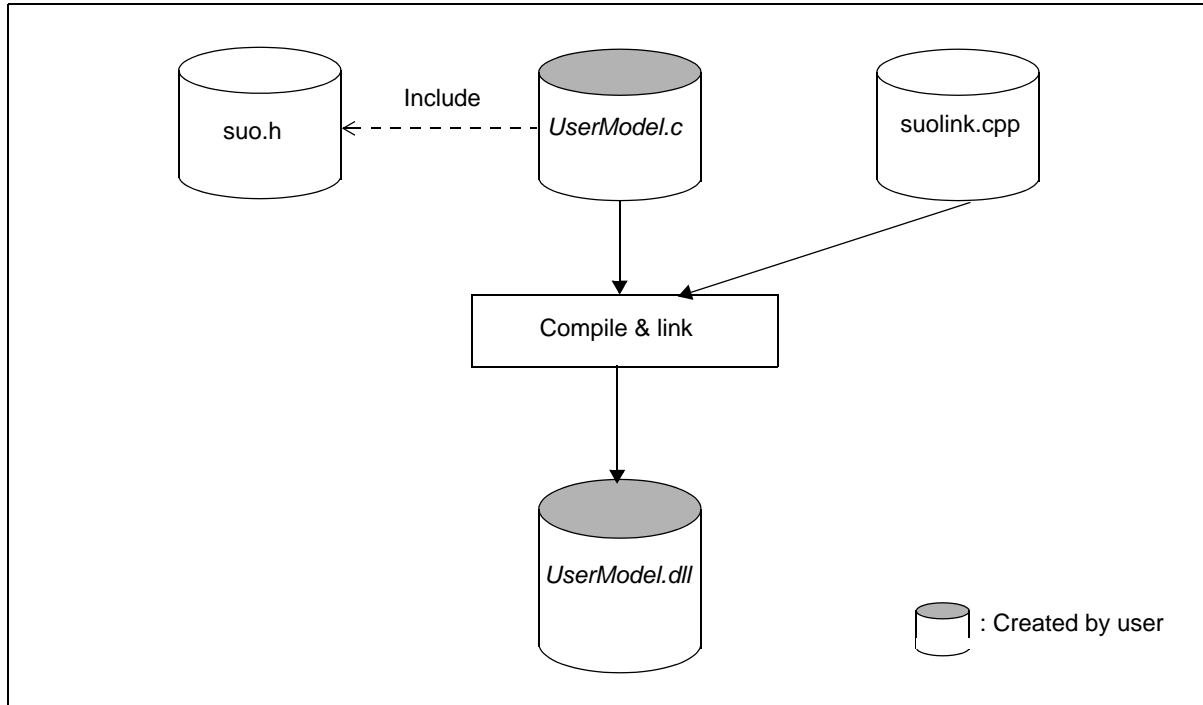 Include
suo.h
UserModel.c
suolink.cpp
Compile & link
UserModel.dll
: Created by user